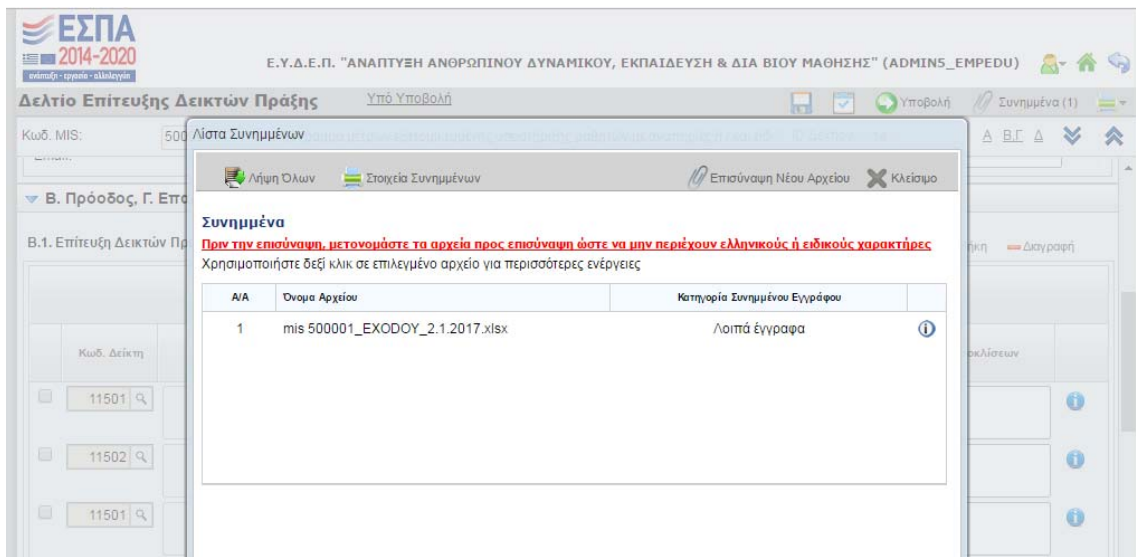 ΕΣΠΑ
2014-2020
ανάπτυξη - εργασία - αλληλεγγύη
Ε.Υ.Δ.Ε.Π. "ΑΝΑΠΤΥΞΗ ΑΝΘΡΩΠΙΝΟΥ ΔΥΝΑΜΙΚΟΥ, ΕΚΠΑΙΔΕΥΣΗ & ΔΙΑ ΒΙΟΥ ΜΑΘΗΣΗΣ" (ADMIN5_EMPEDU)
Δελτίο Επίτευξης Δεικτών Πράξης Υπό Υποβολή Υποβολή Συνημμένα (1)
Κωδ. MIS: 500 Α Β.Γ Δ
Λίστα Συνημμένων
Λήψη Όλων Στοιχεία Συνημμένων Επισύναψη Νέου Αρχείου Κλείσιμο
Β. Πρόοδος, Γ. Επ
Συνημμένα
Πριν την επισύναψη, μετονομάστε τα αρχεία προς επισύναψη ώστε να μην περιέχουν ελληνικούς ή ειδικούς χαρακτήρες
Β.1. Επίτευξη Δεικτών Πρ Διαγραφή
Χρησιμοποιήστε δεξί κλικ σε επιλεγμένο αρχείο για περισσότερες ενέργειες
Α/Α Όνομα Αρχείου Κατηγορία Συνημμένου Εγγράφου
1 mis 500001_EXODOY_2.1.2017.xlsx Λοιπά έγγραφα
Κωδ. Δείκτη οκλίσεων
11501
11502
11501